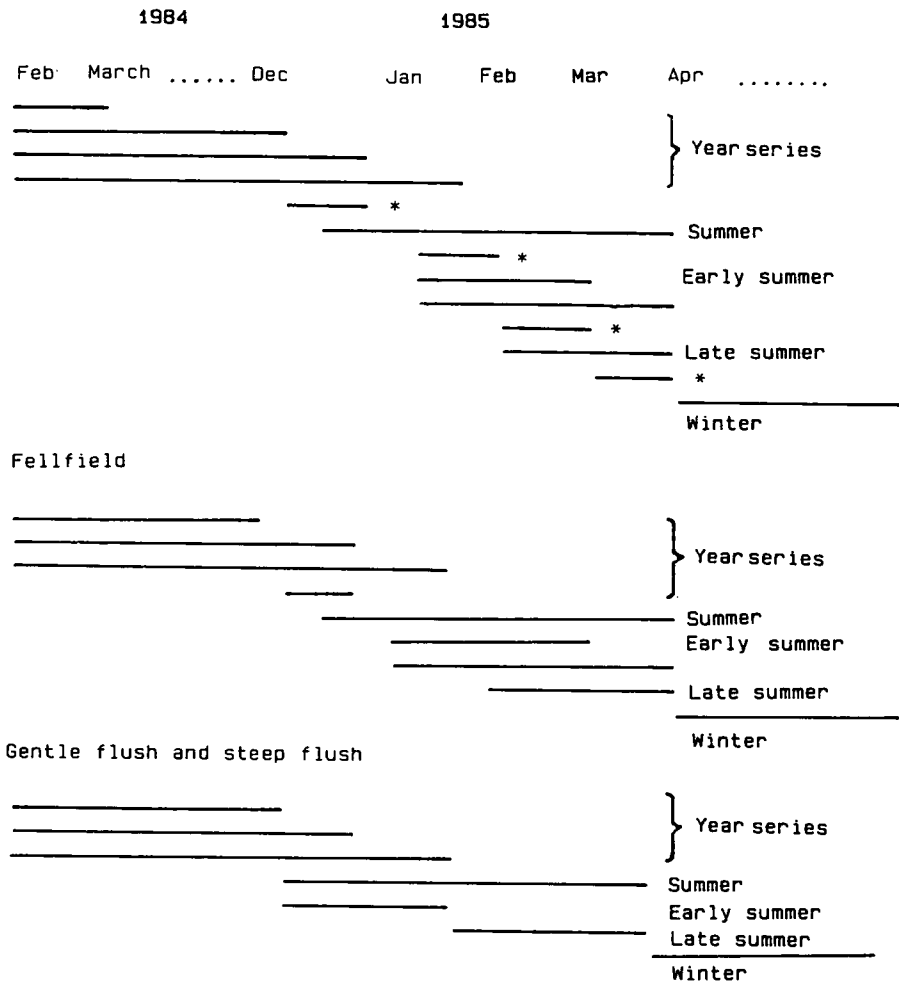 1984 1985
Feb March ...... Dec Jan Feb Mar Apr ........
Year series
*
Summer
*
Early summer
*
Late summer
*
Winter
Fellfield
Year series
Summer
Early summer
Late summer
Winter
Gentle flush and steep flush
Year series
Summer
Early summer
Late summer
Winter